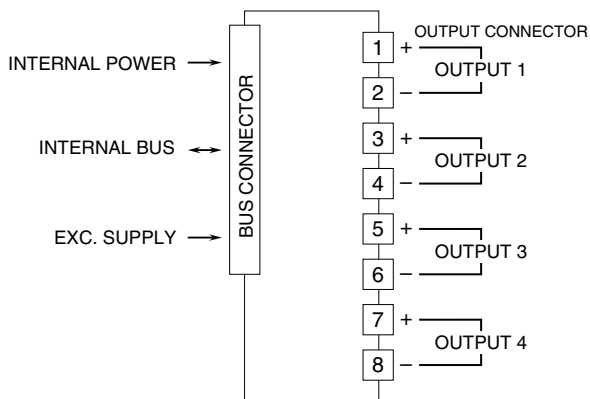 OUTPUT CONNECTOR
1 +
OUTPUT 1
2 –
INTERNAL POWER
BUS CONNECTOR
3 +
INTERNAL BUS
OUTPUT 2
4 –
5 +
EXC. SUPPLY
OUTPUT 3
6 –
7 +
OUTPUT 4
8 –